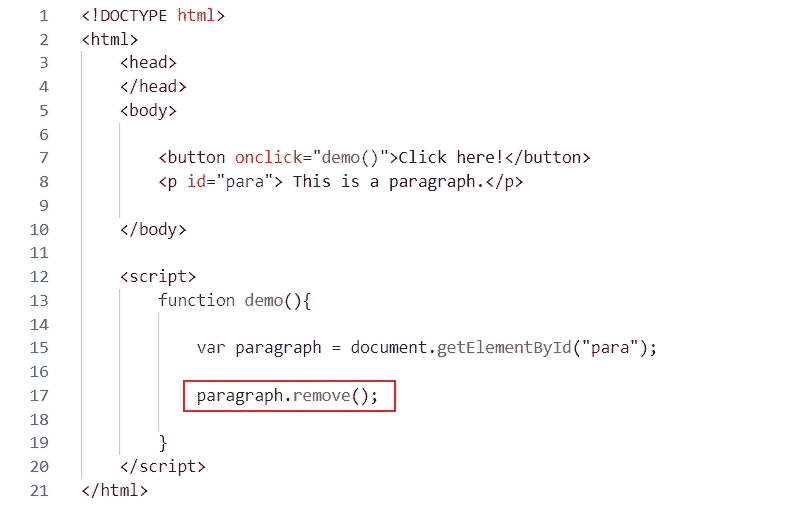 1 <!DOCTYPE html>
2 <html>
3 <head>
4 </head>
5 <body>
6
7 <button onclick="demo()">Click here!</button>
8 <p id="para"> This is a paragraph.</p>
9
10 </body>
11
12 <script>
13 function demo(){
14
15 var paragraph = document.getElementById("para");
16
17 paragraph.remove();
18
19 }
20 </script>
21 </html>